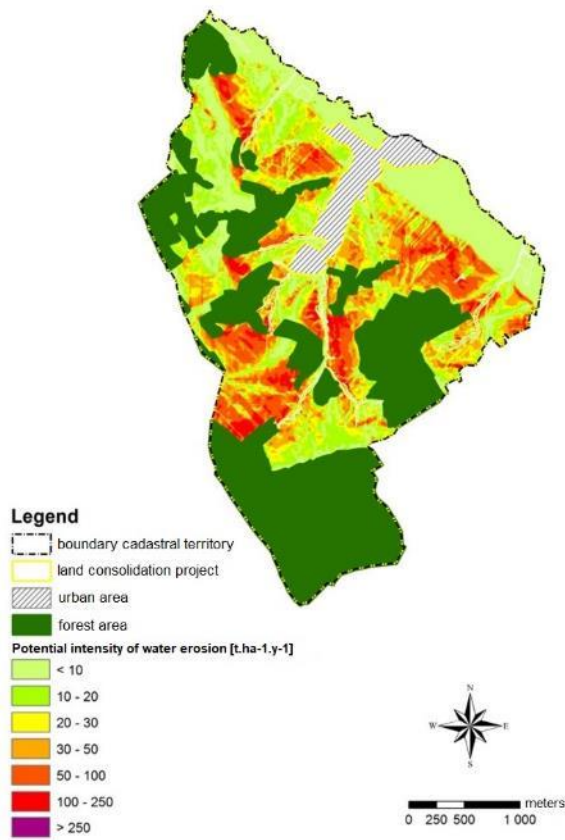 Legend
boundary cadastral territory
land consolidation project
urban area
forest area
Potential intensity of water erosion [t.ha-1.y-1]
< 10
10 - 20
20 - 30
30 - 50
50 - 100
100 - 250
> 250
N
W E
S
meters
0 250 500 1 000